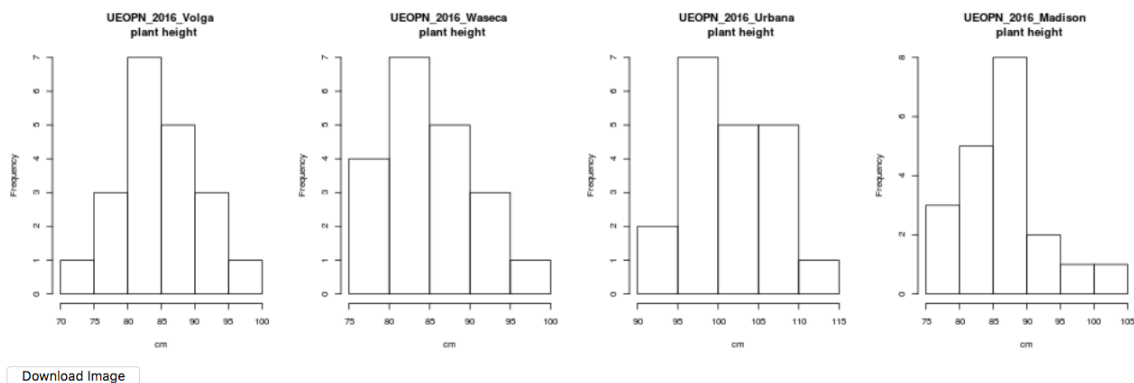 UEOPN_2016_Volga
plant height
Frequency
0 1 2 3 4 5 6 7
70 75 80 85 90 95 100
cm
UEOPN_2016_Waseca
plant height
Frequency
0 1 2 3 4 5 6 7
75 80 85 90 95 100
cm
UEOPN_2016_Urbana
plant height
Frequency
0 1 2 3 4 5 6 7
90 95 100 105 110 115
cm
UEOPN_2016_Madison
plant height
Frequency
0 2 4 6 8
75 80 85 90 95 100 105
cm
Download Image